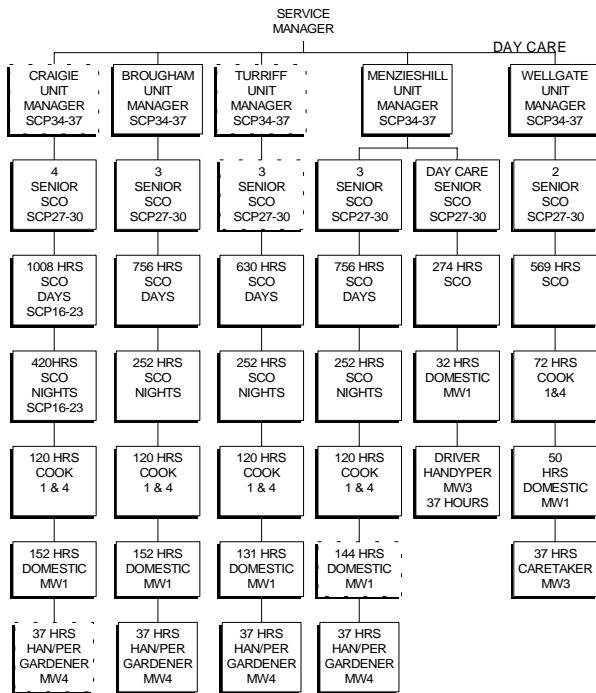 SERVICE
MANAGER
DAY CARE
CRAIGIE
UNIT
MANAGER
SCP34-37
BROUGHAM
UNIT
MANAGER
SCP34-37
TURRIFF
UNIT
MANAGER
SCP34-37
MENZIESHILL
UNIT
MANAGER
SCP34-37
WELLGATE
UNIT
MANAGER
SCP34-37
4
SENIOR
SCO
SCP27-30
3
SENIOR
SCO
SCP27-30
3
SENIOR
SCO
SCP27-30
3
SENIOR
SCO
SCP27-30
DAY CARE
SENIOR
SCO
SCP27-30
2
SENIOR
SCO
SCP27-30
1008 HRS
SCO
DAYS
SCP16-23
756 HRS
SCO
DAYS
630 HRS
SCO
DAYS
756 HRS
SCO
DAYS
274 HRS
SCO
569 HRS
SCO
420HRS
SCO
NIGHTS
SCP16-23
252 HRS
SCO
NIGHTS
252 HRS
SCO
NIGHTS
252 HRS
SCO
NIGHTS
32 HRS
DOMESTIC
MW1
72 HRS
COOK
1&4
120 HRS
COOK
1 & 4
120 HRS
COOK
1 & 4
120 HRS
COOK
1 & 4
120 HRS
COOK
1 & 4
DRIVER
HANDYPER
MW3
37 HOURS
50
HRS
DOMESTIC
MW1
152 HRS
DOMESTIC
MW1
152 HRS
DOMESTIC
MW1
131 HRS
DOMESTIC
MW1
144 HRS
DOMESTIC
MW1
37 HRS
CARETAKER
MW3
37 HRS
HAN/PER
GARDENER
MW4
37 HRS
HAN/PER
GARDENER
MW4
37 HRS
HAN/PER
GARDENER
MW4
37 HRS
HAN/PER
GARDENER
MW4